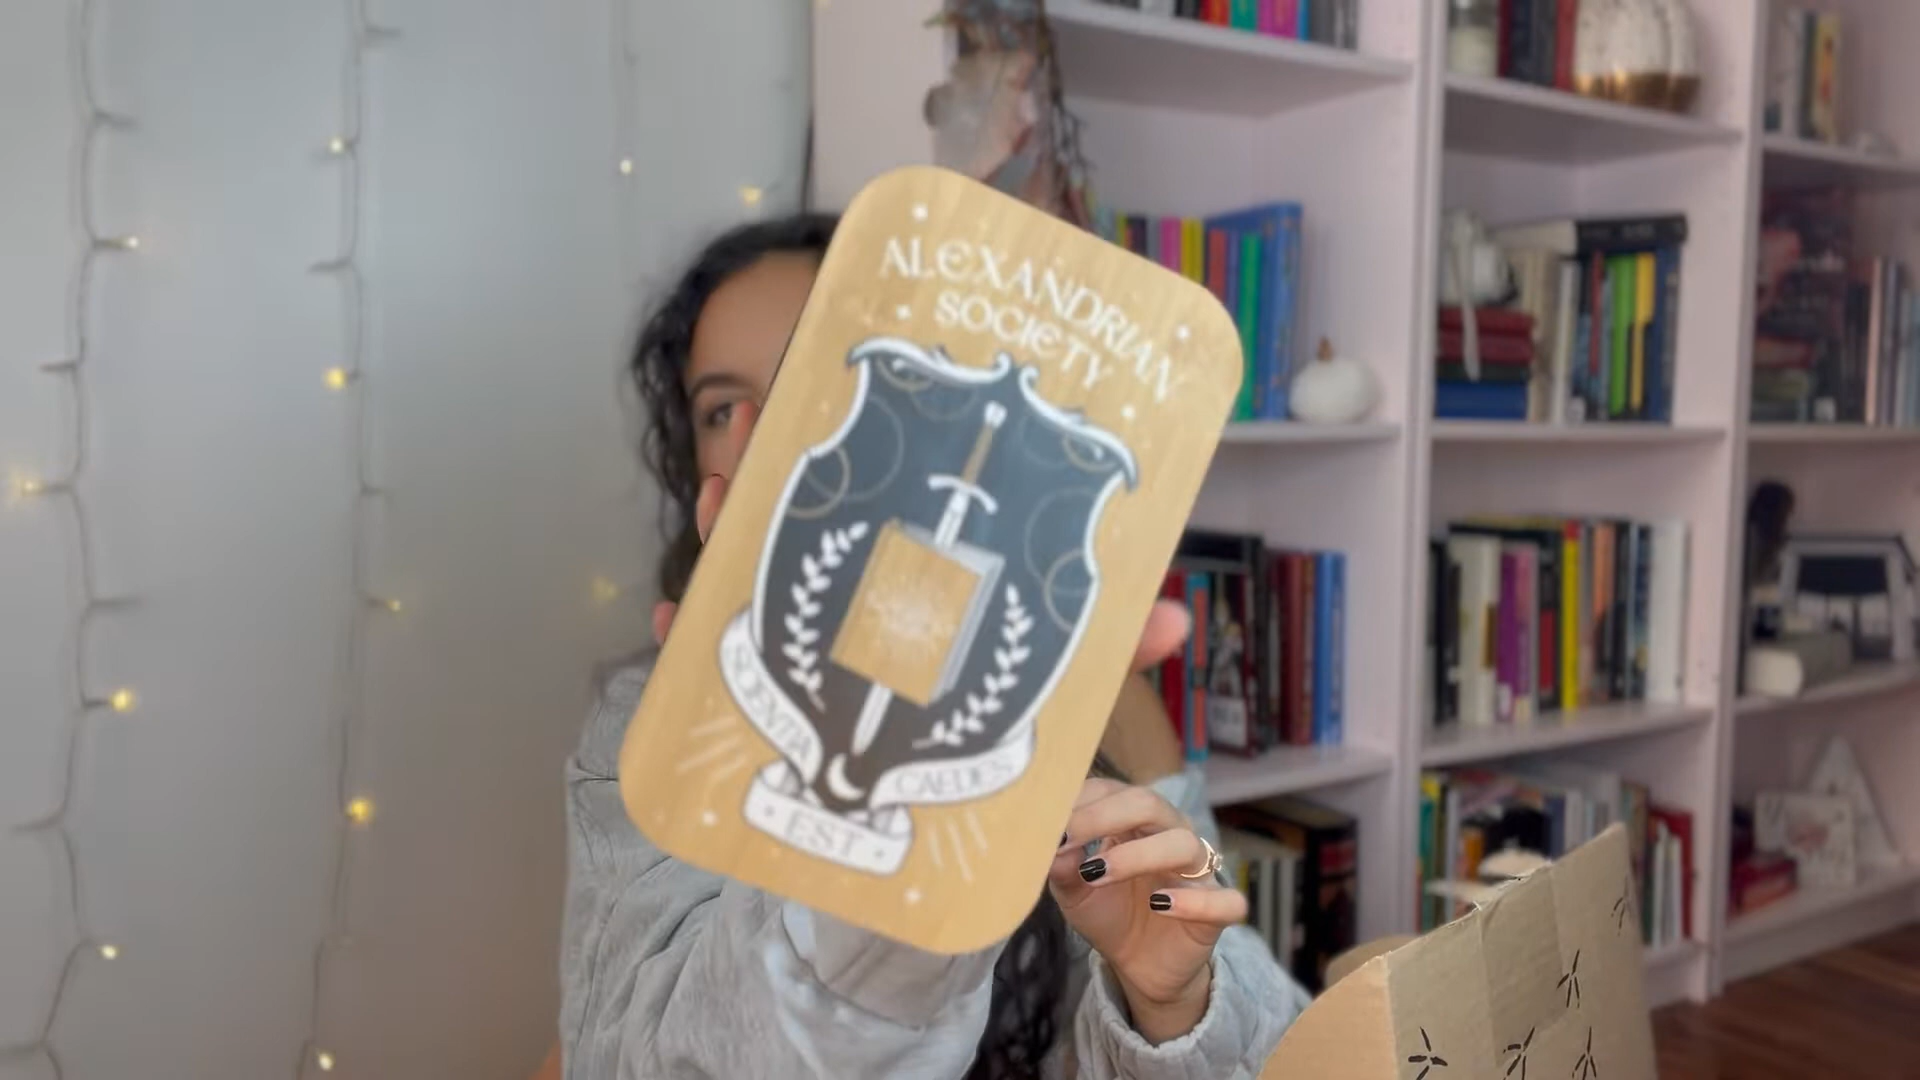 ALEXANDRIAN
SOCIETY
SCIENTIA
CAEDES
· EST ·